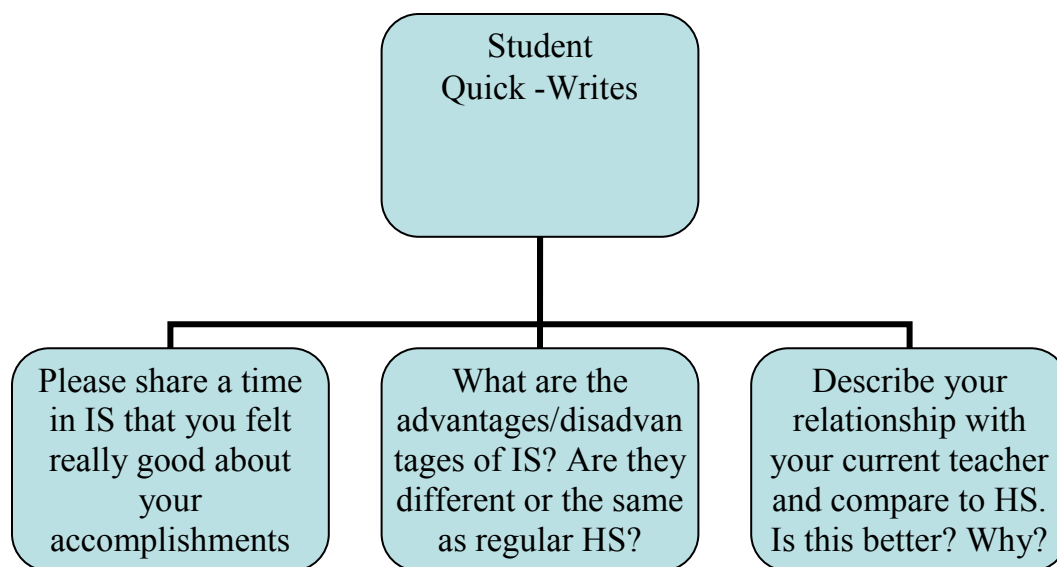 Student
Quick -Writes
Please share a time
in IS that you felt
really good about
your
accomplishments
What are the
advantages/disadvan
tages of IS? Are they
different or the same
as regular HS?
Describe your
relationship with
your current teacher
and compare to HS.
Is this better? Why?